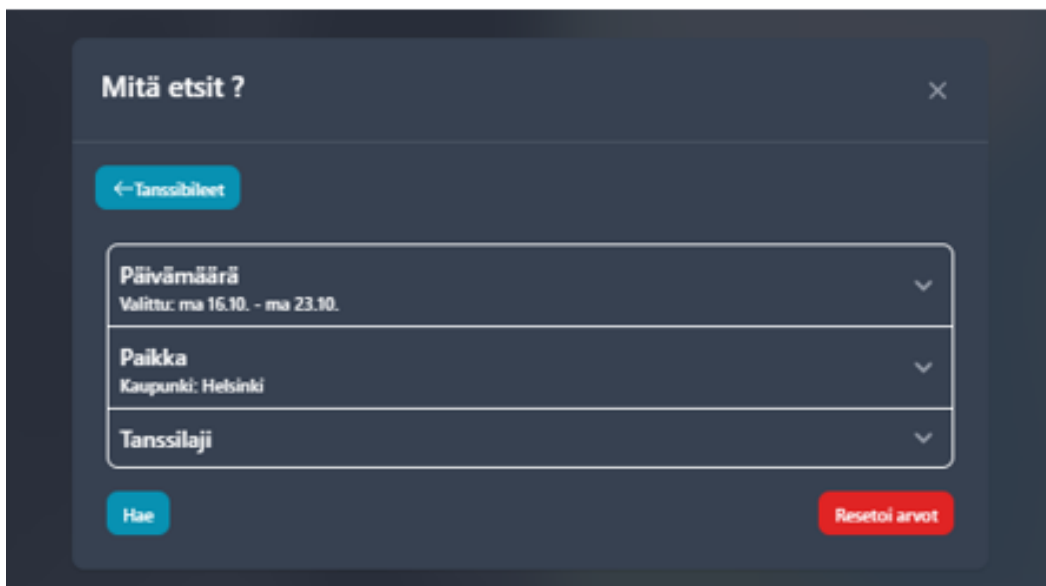 Mitä etsit ?
←Tanssibileet
Päivämäärä
Valittu: ma 16.10. - ma 23.10.
Paikka
Kaupunki: Helsinki
Tanssilaji
Hae
Resetoi arvot